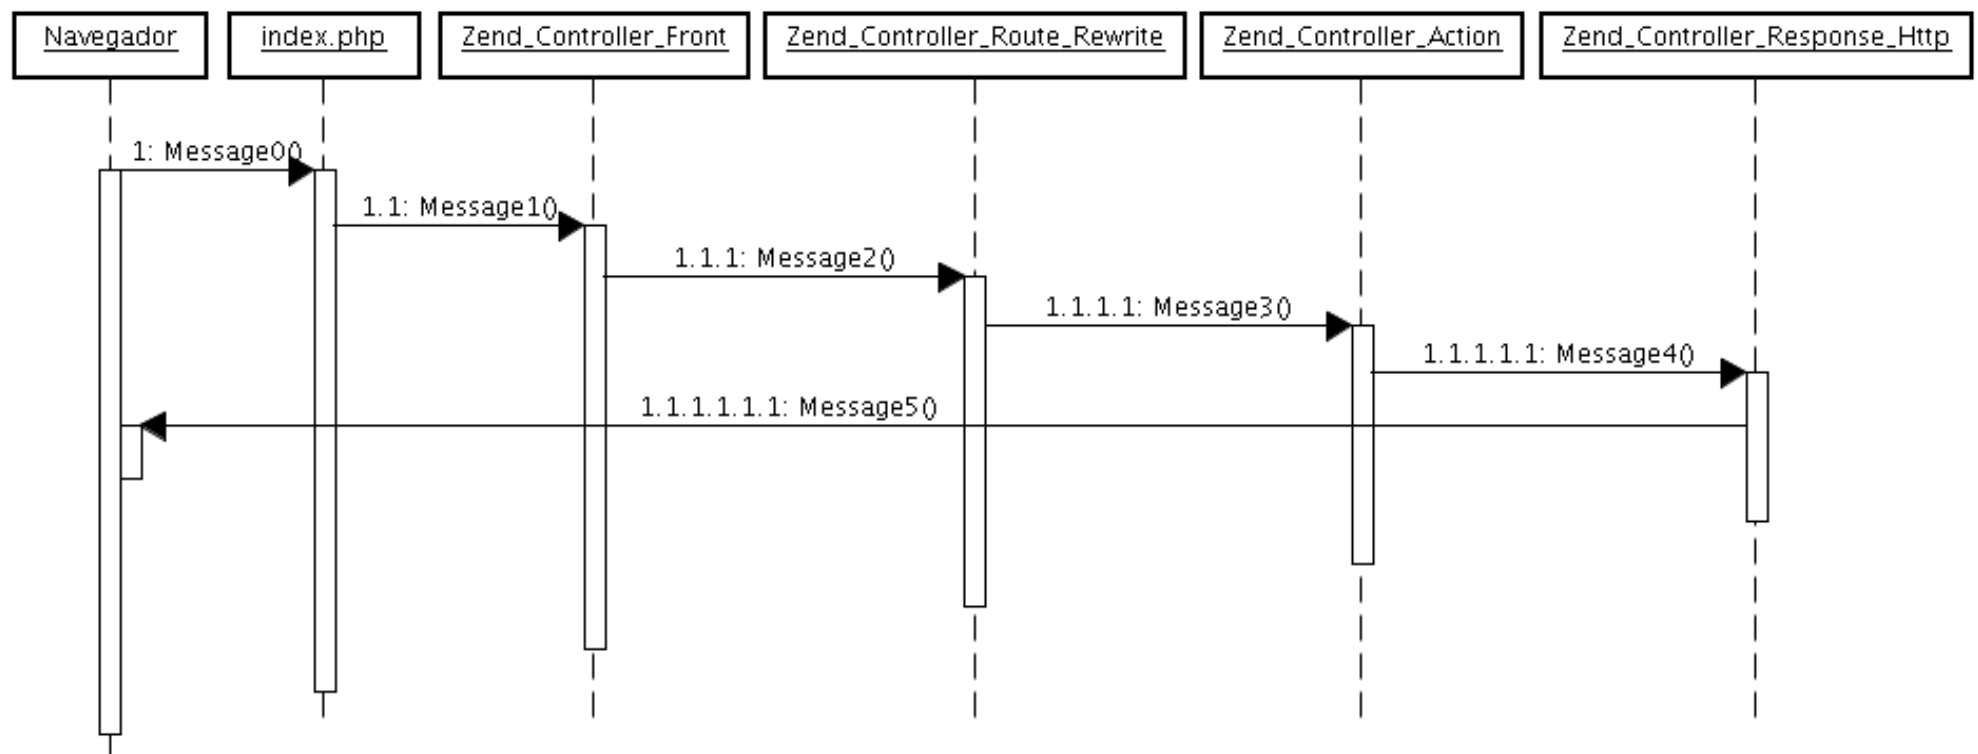 Navegador
index.php
Zend_Controller_Front
Zend_Controller_Route_Rewrite
Zend_Controller_Action
Zend_Controller_Response_Http
1: Message0()
1.1: Message1()
1.1.1: Message2()
1.1.1.1: Message3()
1.1.1.1.1: Message4()
1.1.1.1.1.1: Message5()